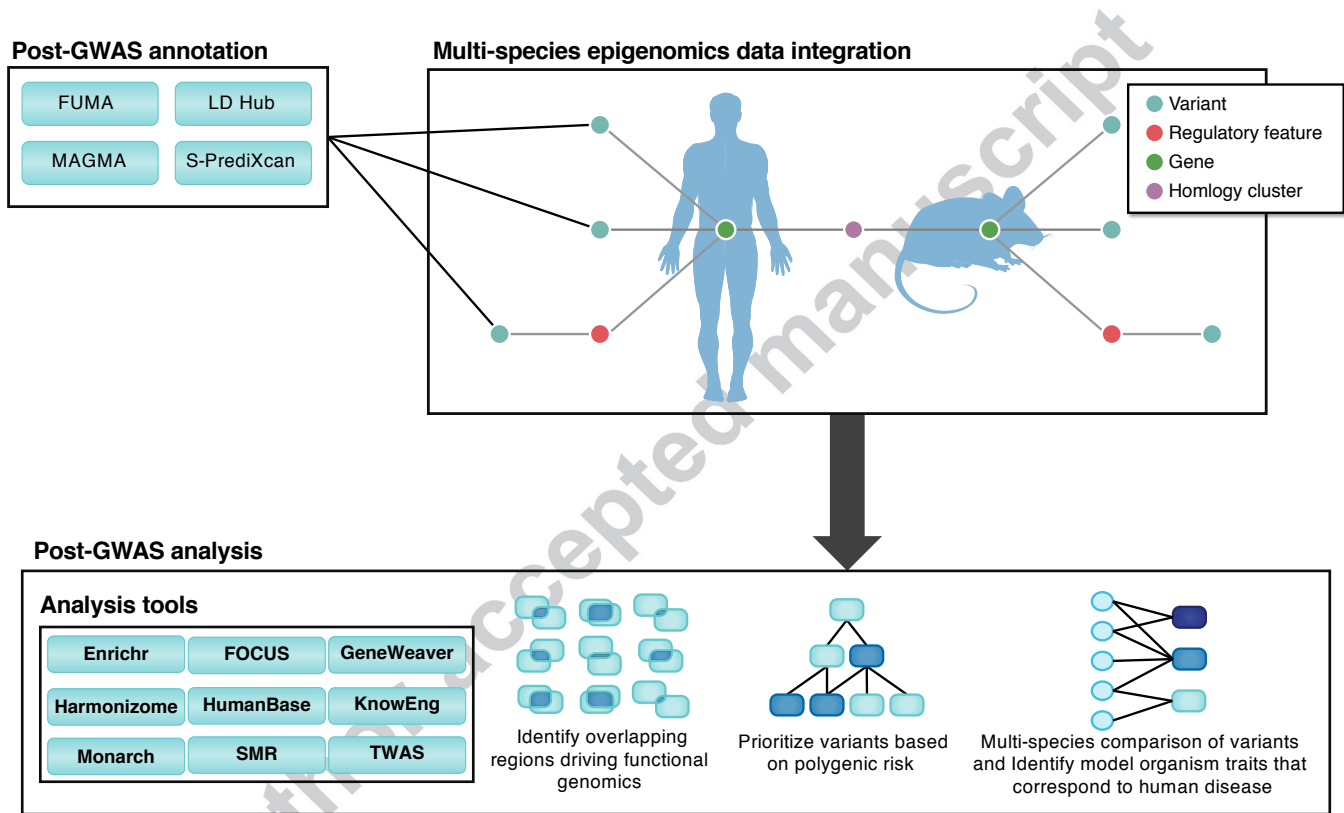 Post-GWAS annotation
FUMA
LD Hub
MAGMA
S-PrediXcan
Multi-species epigenomics data integration
Variant
Regulatory feature
Gene
Homology cluster
Post-GWAS analysis
Analysis tools
Enrichr
FOCUS
GeneWeaver
Harmonizome
HumanBase
KnowEng
Monarch
SMR
TWAS
Identify overlapping
regions driving functional
genomics
Prioritize variants based
on polygenic risk
Multi-species comparison of variants
and Identify model organism traits that
correspond to human disease
thor accepted manuscript